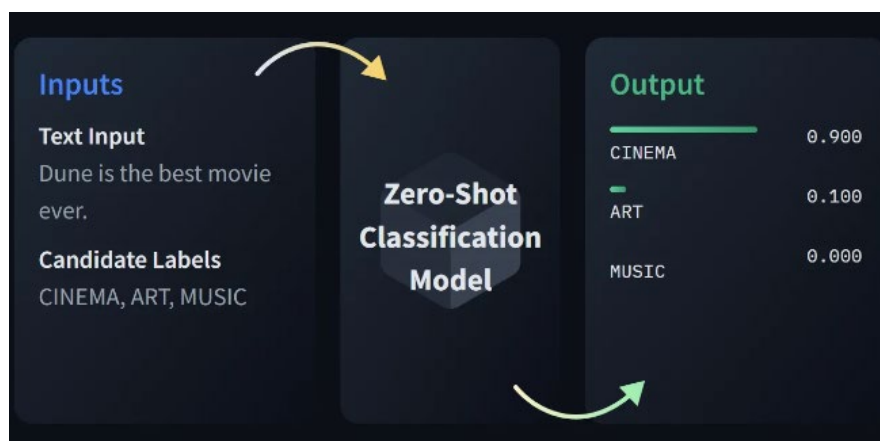 Inputs
Text Input
Dune is the best movie
ever.
Candidate Labels
CINEMA, ART, MUSIC
Zero-Shot
Classification
Model
Output
CINEMA 0.900
ART 0.100
MUSIC 0.000